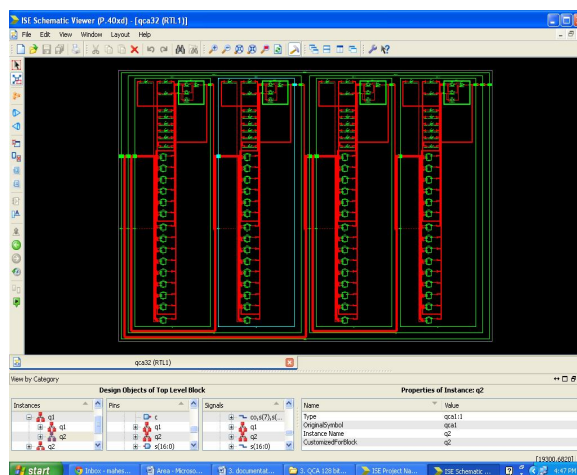 ISE Schematic Viewer (P.40xd) - [qca32 (RTL1)]
File Edit View Window Layout Help
qca32 (RTL1)
View by Category
Design Objects of Top Level Block
Properties of Instance: q2
Instances Pins Signals Name Value
q1 c co,s(7),s(... Type qca1:1
q1 q1 q1 OriginalSymbol qca1
q2 q2 q2 Instance Name q2
q2 s(16:0) s(16:0) CustomizedForBlock q2
[19300,6820]
start Inbox - mahes... Area - Microso... 3. documentat... 3. QCA 128 bit... ISE Project Na... ISE Schematic ... 4:47 PM